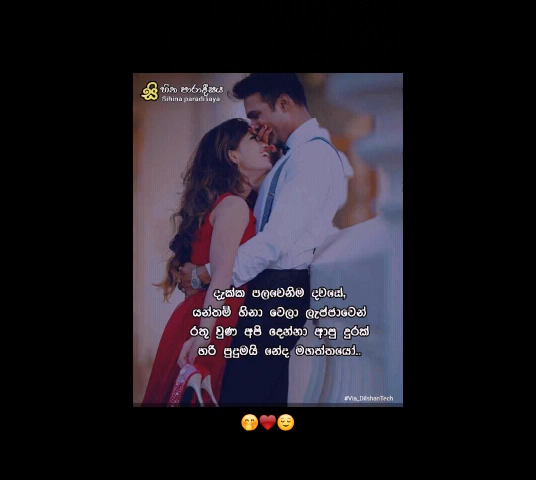 සිහින පාරාදීසය
Sihina paradisaya
දැක්ක පලවෙනිම දවසේ,
යන්තම් හිනා වෙලා ලැජ්ජාවෙන්
රතු වුණ අපි දෙන්නා ආපු දුරක්
හරි පුදුමයි නේද මහත්තයෝ..
#Via_DilshanTech
🤭❤️😌